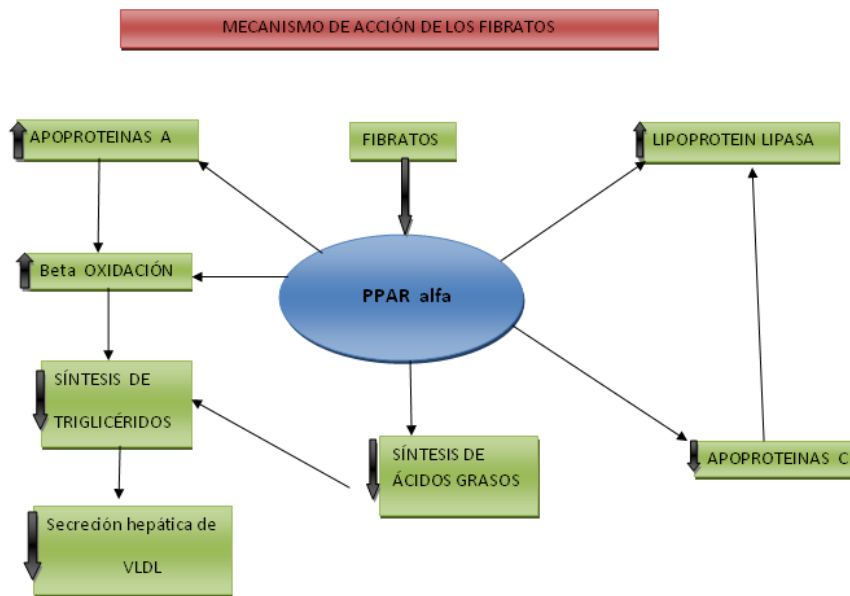 MECANISMO DE ACCIÓN DE LOS FIBRATOS
APOPROTEINAS A
FIBRATOS
LIPOPROTEIN LIPASA
Beta OXIDACIÓN
PPAR alfa
SÍNTESIS DE
TRIGLICÉRIDOS
SÍNTESIS DE
ÁCIDOS GRASOS
APOPROTEINAS C
Secreción hepática de
VLDL